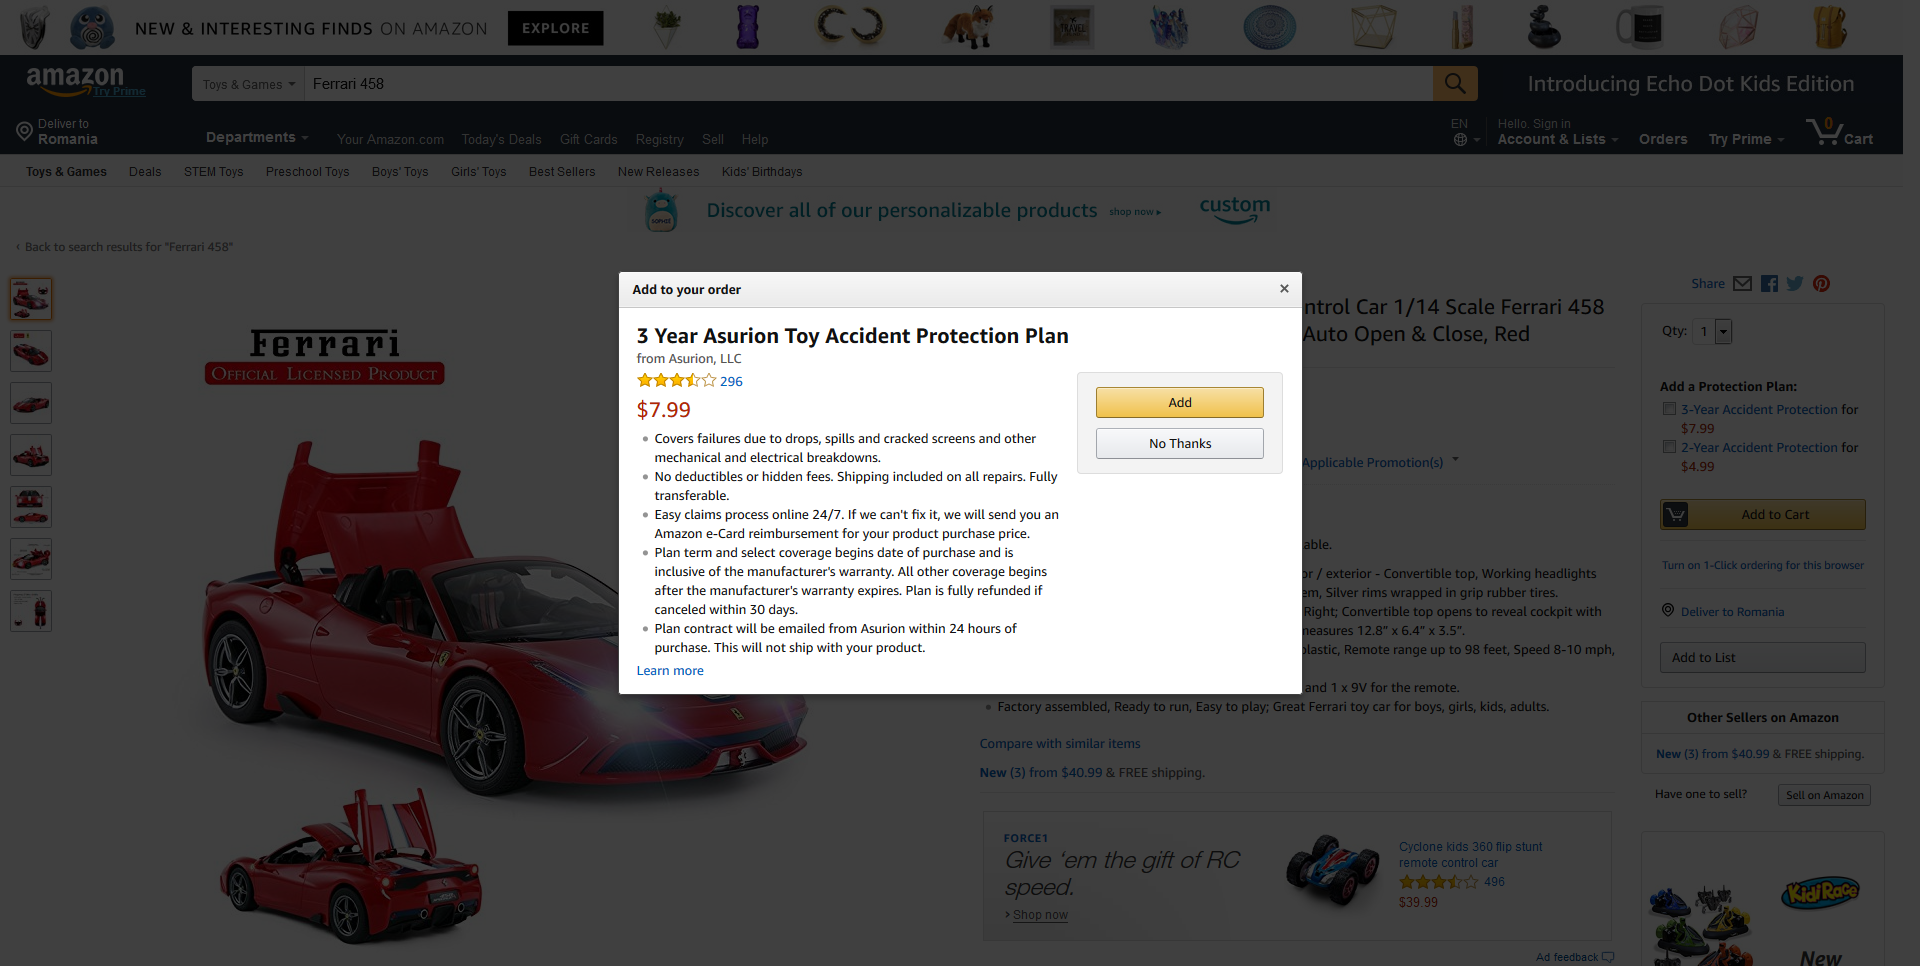 NEW & INTERESTING FINDS ON AMAZON EXPLORE
TRAVEL
amazon
Try Prime
Toys & Games
Ferrari 458
Introducing Echo Dot Kids Edition
Deliver to
Romania
Departments
Your Amazon.com
Today's Deals
Gift Cards
Registry
Sell
Help
EN
Hello. Sign in
Account & Lists
Orders
Try Prime
0
Cart
Toys & Games
Deals
STEM Toys
Preschool Toys
Boys' Toys
Girls' Toys
Best Sellers
New Releases
Kids' Birthdays
Discover all of our personalizable products shop now ▸
custom
‹ Back to search results for "Ferrari 458"
Ferrari
OFFICIAL LICENSED PRODUCT
Add to your order
×
3 Year Asurion Toy Accident Protection Plan
from Asurion, LLC
296
$7.99
Covers failures due to drops, spills and cracked screens and other
mechanical and electrical breakdowns.
No deductibles or hidden fees. Shipping included on all repairs. Fully
transferable.
Easy claims process online 24/7. If we can't fix it, we will send you an
Amazon e-Card reimbursement for your product purchase price.
Plan term and select coverage begins date of purchase and is
inclusive of the manufacturer's warranty. All other coverage begins
after the manufacturer's warranty expires. Plan is fully refunded if
canceled within 30 days.
Plan contract will be emailed from Asurion within 24 hours of
purchase. This will not ship with your product.
Learn more
Add
No Thanks
ntrol Car 1/14 Scale Ferrari 458
Auto Open & Close, Red
Applicable Promotion(s)
able.
or / exterior - Convertible top, Working headlights
em, Silver rims wrapped in grip rubber tires.
Right; Convertible top opens to reveal cockpit with
measures 12.8" x 6.4" x 3.5".
plastic, Remote range up to 98 feet, Speed 8-10 mph,
and 1 x 9V for the remote.
Factory assembled, Ready to run, Easy to play; Great Ferrari toy car for boys, girls, kids, adults.
Compare with similar items
New (3) from $40.99 & FREE shipping.
FORCE1
Give 'em the gift of RC
speed.
› Shop now
Cyclone kids 360 flip stunt
remote control car
496
$39.99
Ad feedback
Share
Qty: 1
Add a Protection Plan:
3-Year Accident Protection for
$7.99
2-Year Accident Protection for
$4.99
Add to Cart
Turn on 1-Click ordering for this browser
Deliver to Romania
Add to List
Other Sellers on Amazon
New (3) from $40.99 & FREE shipping.
Have one to sell?
Sell on Amazon
KidiRace
New